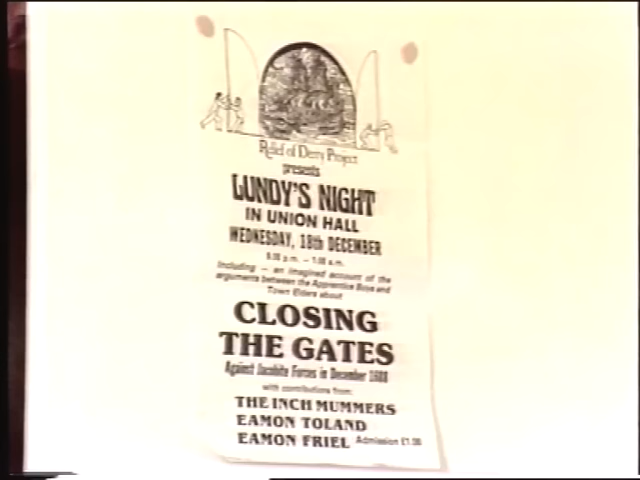 Relief of Derry Project
presents
LUNDY'S NIGHT
IN UNION HALL
WEDNESDAY, 18th DECEMBER
p.m. – a.m.
Including — an imagined account of the
arguments between the Apprentice Boys and
Town Elders about
CLOSING
THE GATES
Against Jacobite Forces in December 1688
with contributions from:
THE INCH MUMMERS
EAMON TOLAND
EAMON FRIEL Admission